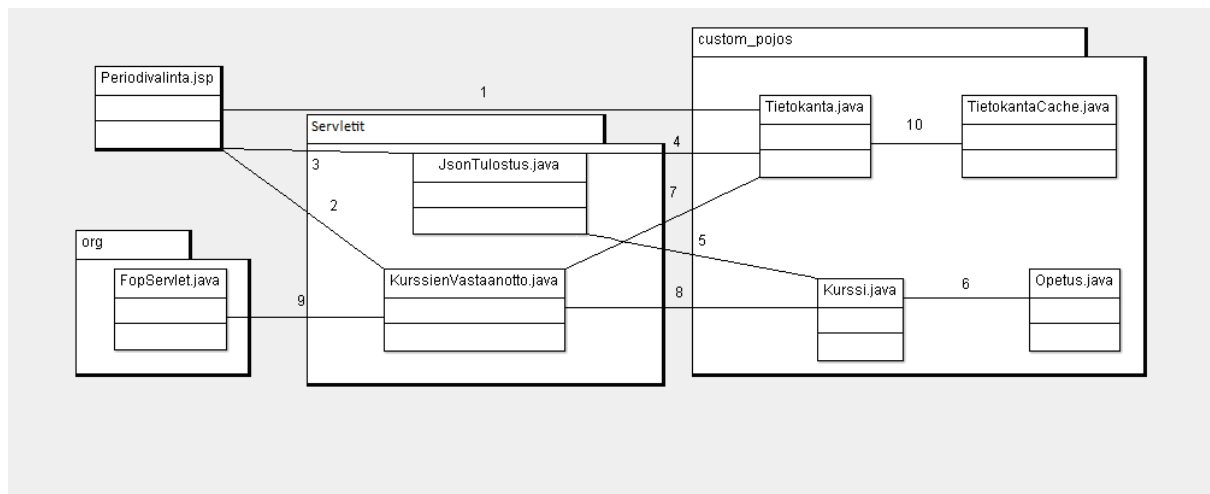 custom_pojos
Periodivalinta.jsp
1
Tietokanta.java
TietokantaCache.java
Servletit
10
4
3
JsonTulostus.java
7
2
org
5
FopServlet.java
KurssienVastaanotto.java
Kurssi.java
6
Opetus.java
9
8